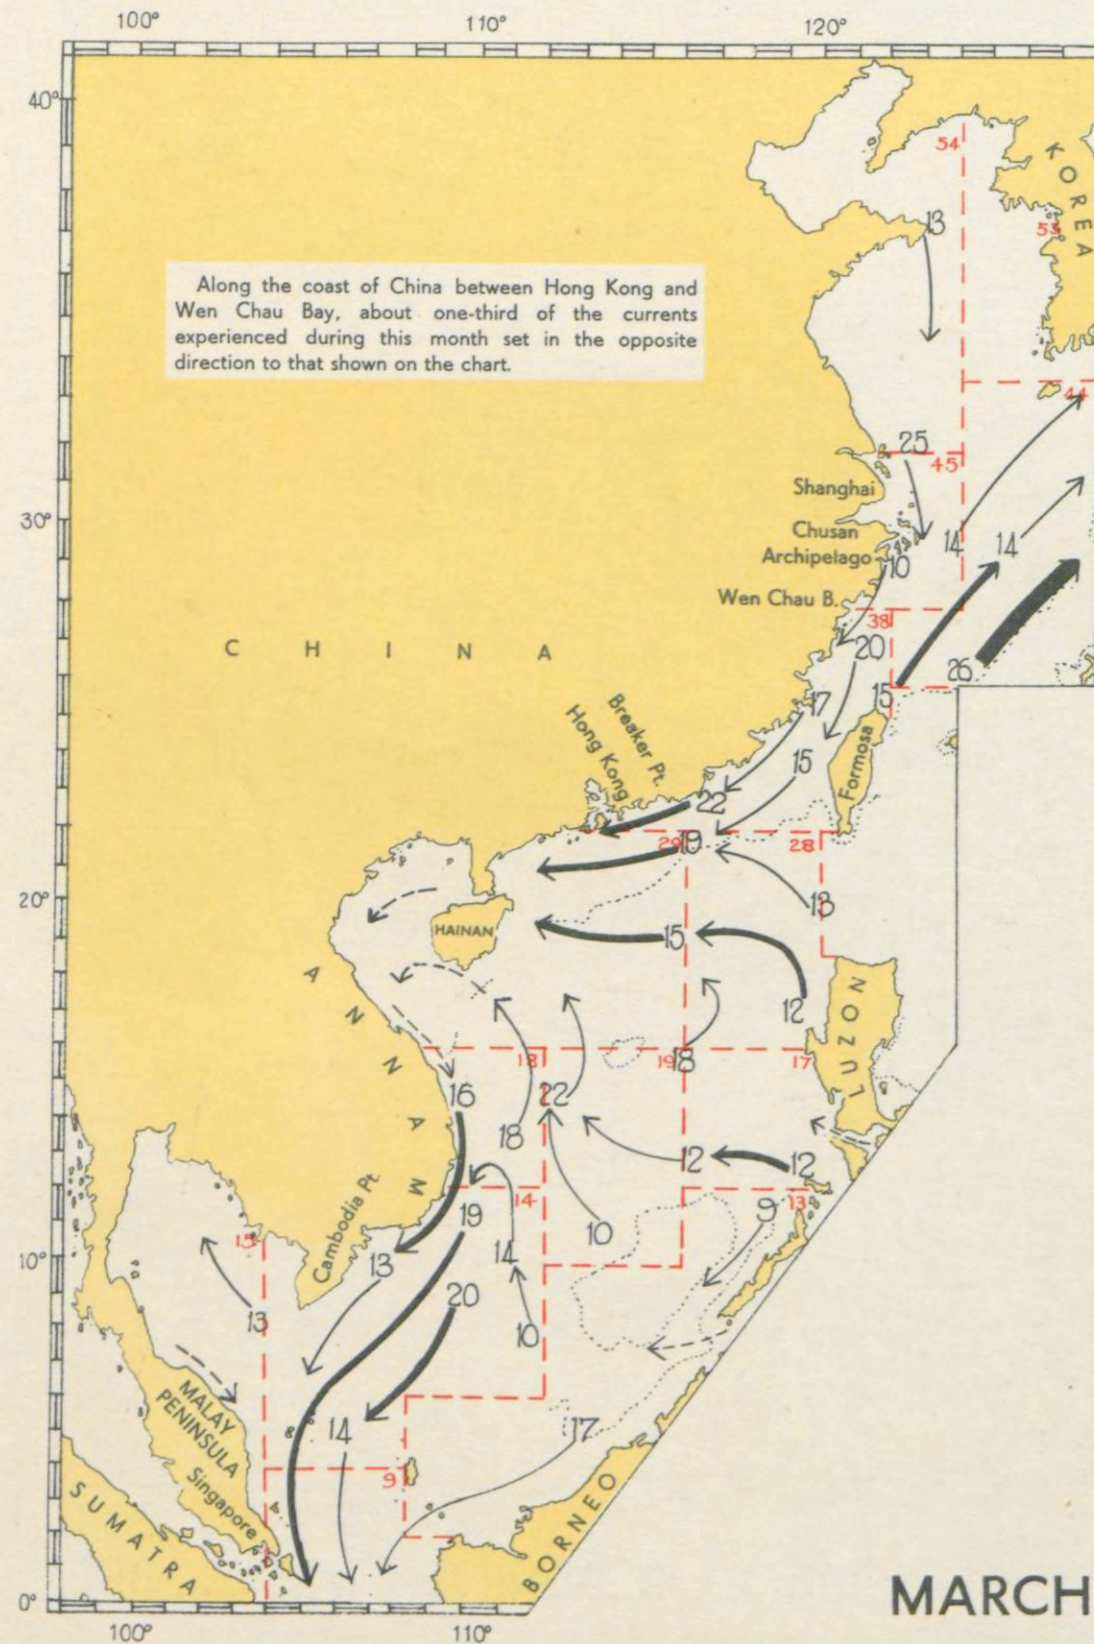 100° 110° 120°
40°
54
KOREA
13
53
Along the coast of China between Hong Kong and
Wen Chau Bay, about one-third of the currents
experienced during this month set in the opposite
direction to that shown on the chart.
44
25
45
Shanghai
30°
Chusan
Archipelago
14 14
10
Wen Chau B.
38
CHINA
20
26
15
17
Breaker Pt.
Hong Kong
Formosa
15
22
29 19 28
20°
13
HAINAN
15
12
LUZON
ANNAM
18 19 18 17
16
22
18
12 12
14 13
Cambodia Pt.
19
9
10
10°
15
14
13
20
13
10
MALAY
PENINSULA
14
17
9
Singapore
SUMATRA
BORNEO
0°
MARCH
100° 110°